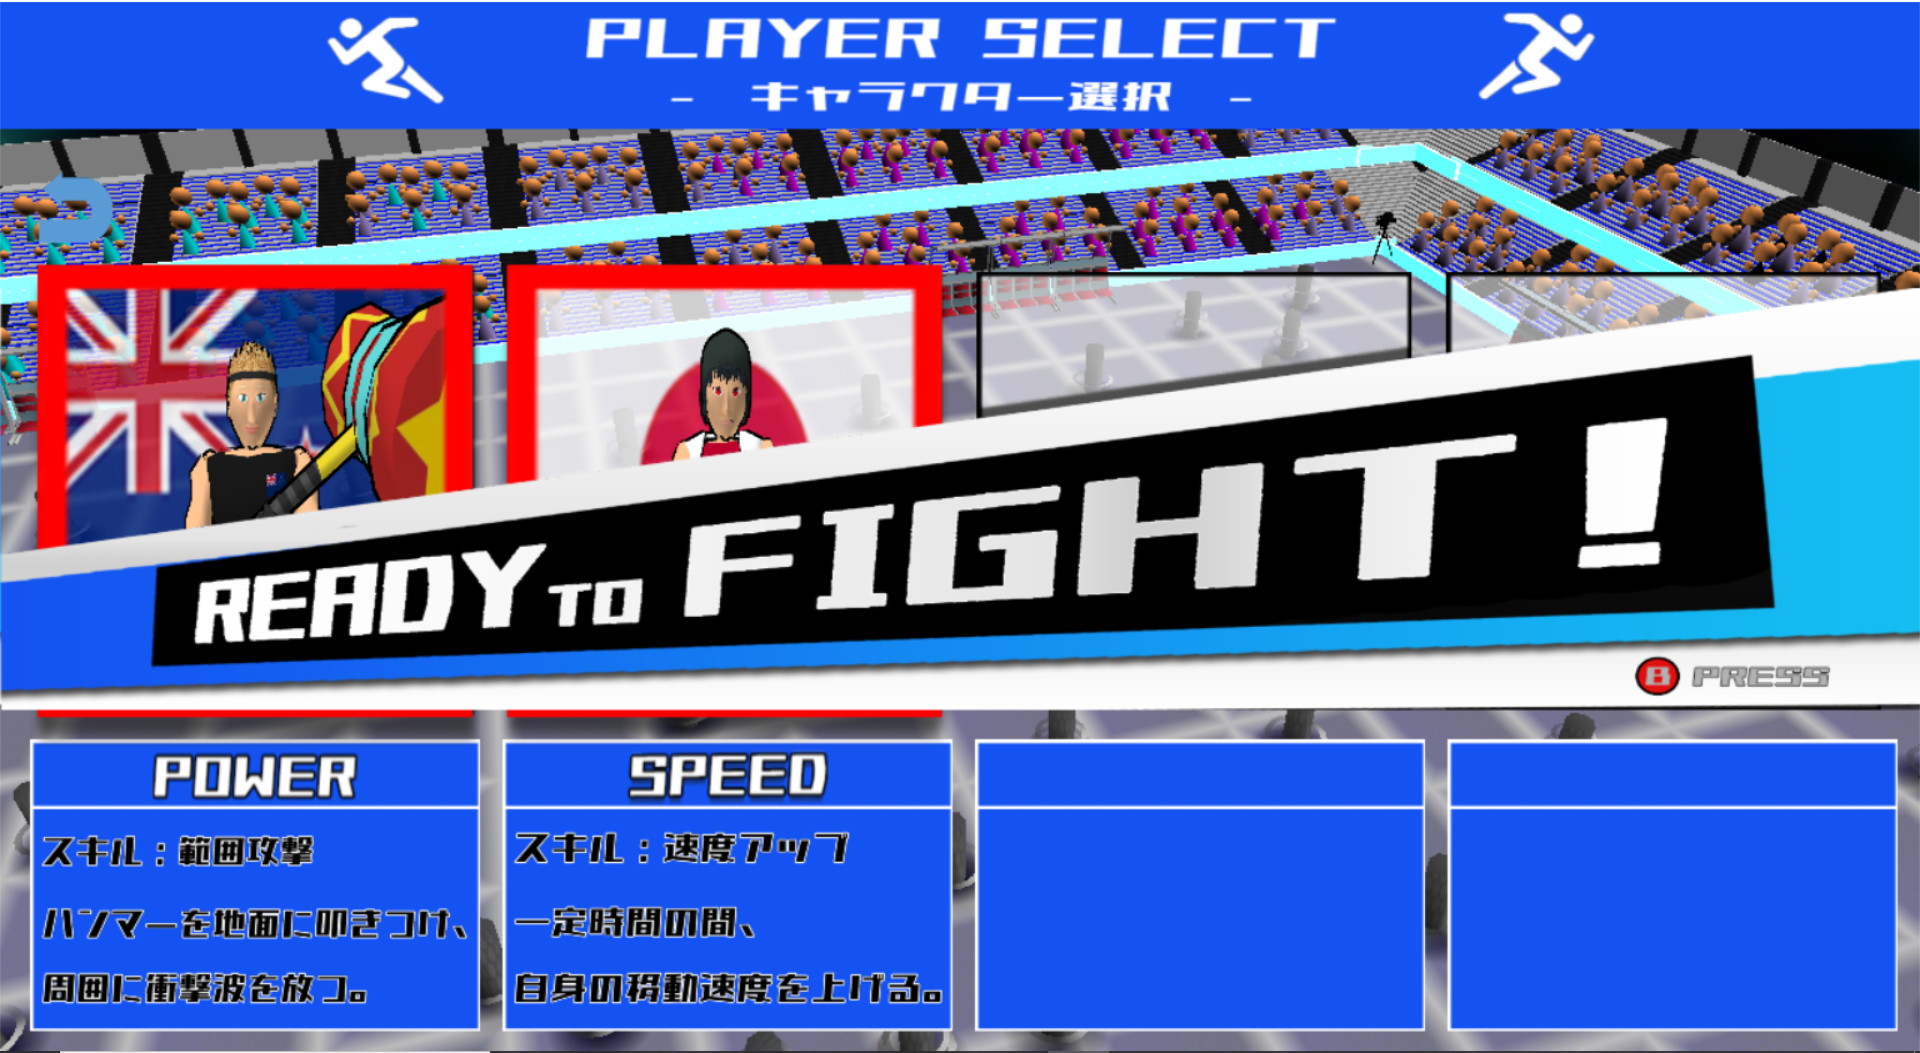 PLAYER SELECT
- キャラクター選択 -
READY TO FIGHT!
B PRESS
POWER
スキル：範囲攻撃
ハンマーを地面に叩きつけ、
周囲に衝撃波を放つ。
SPEED
スキル：速度アップ
一定時間の間、
自身の移動速度を上げる。